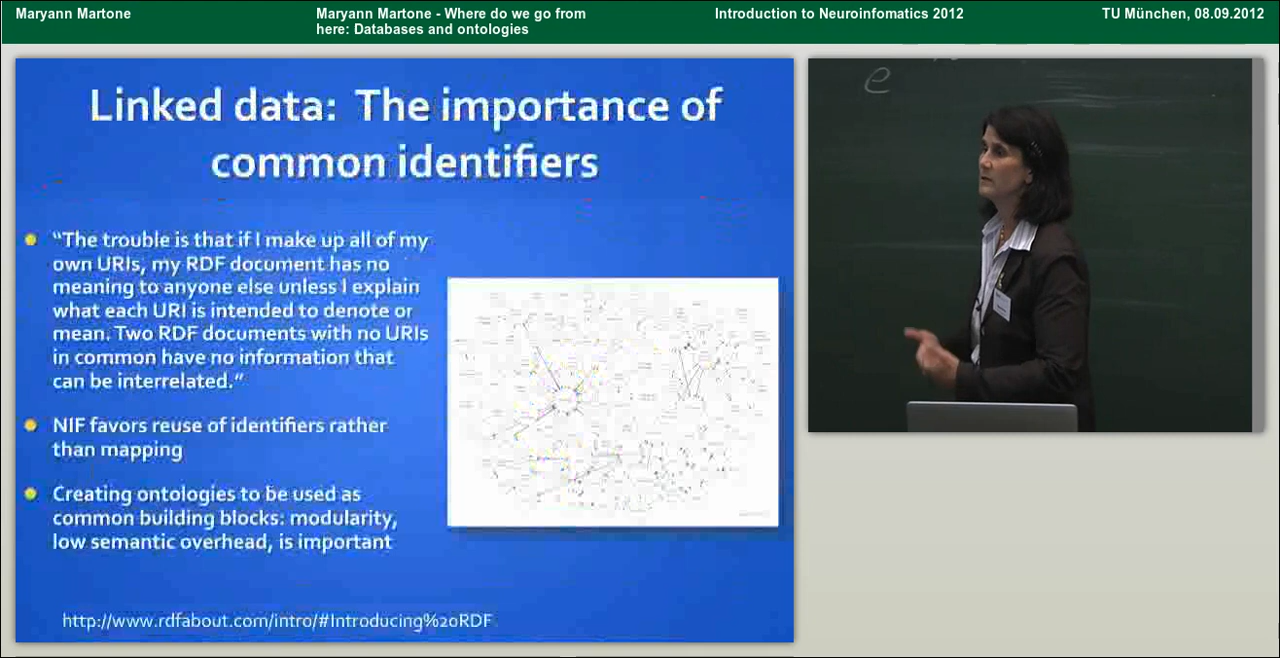 Maryann Martone
Maryann Martone - Where do we go from
here: Databases and ontologies
Introduction to Neuroinfomatics 2012
TU München, 08.09.2012
Linked data: The importance of
common identifiers
“The trouble is that if I make up all of my
own URIs, my RDF document has no
meaning to anyone else unless I explain
what each URI is intended to denote or
mean. Two RDF documents with no URIs
in common have no information that
can be interrelated.”
NIF favors reuse of identifiers rather
than mapping
Creating ontologies to be used as
common building blocks: modularity,
low semantic overhead, is important
http://www.rdfabout.com/intro/#Introducing%20RDF
e